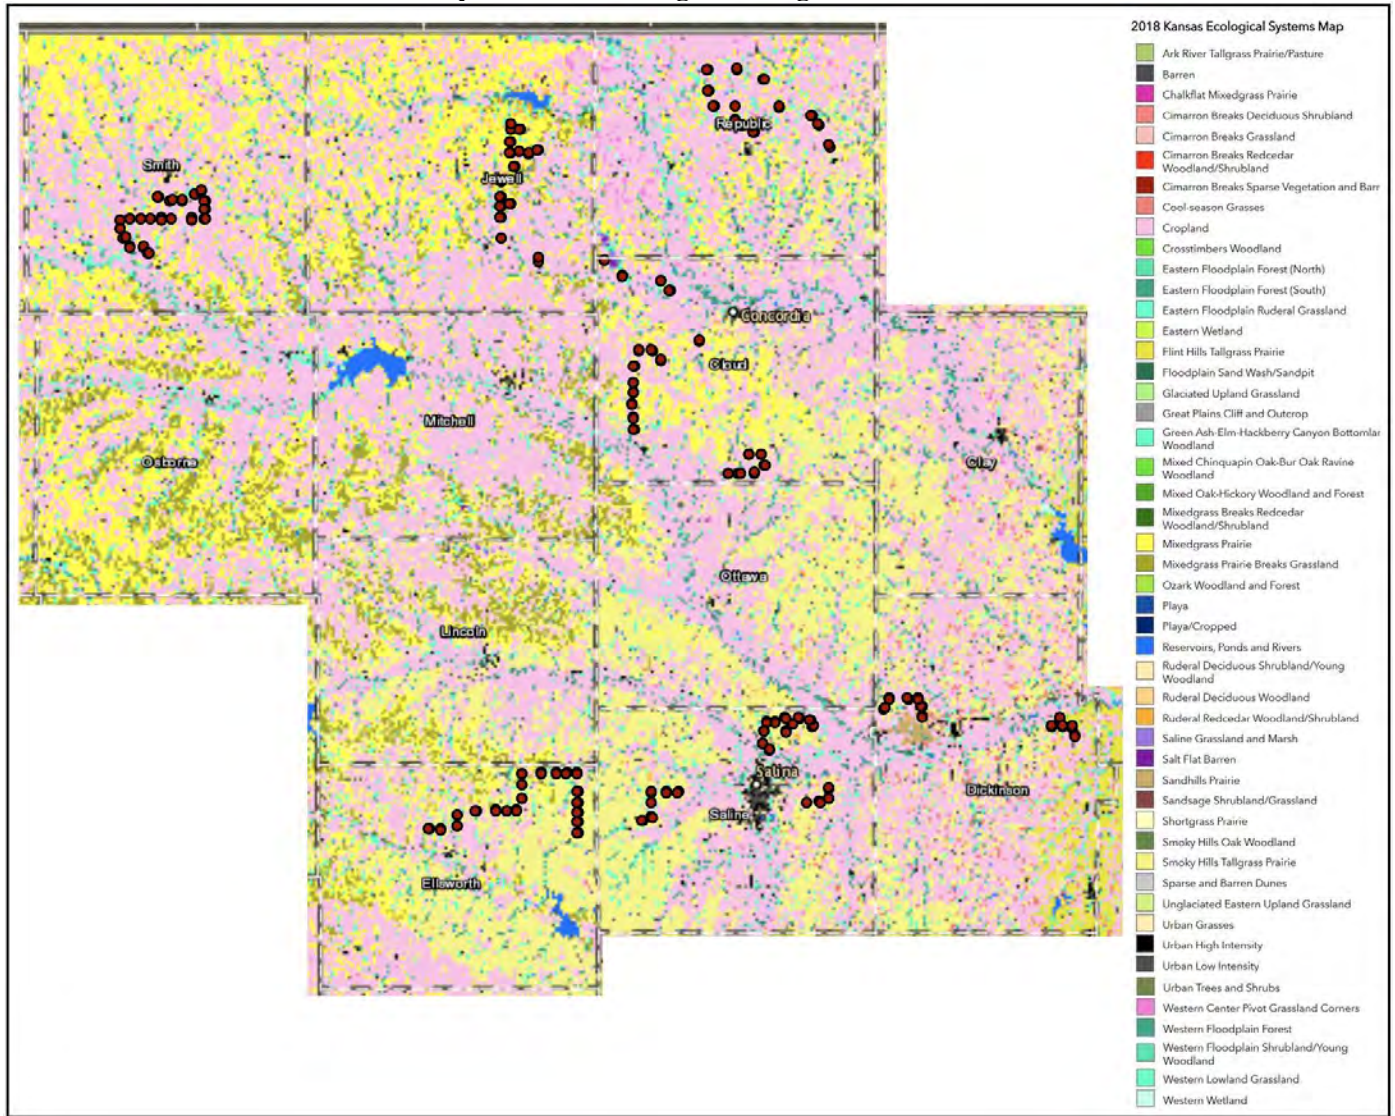 2018 Kansas Ecological Systems Map
Ark River Tallgrass Prairie/Pasture
Barren
Chalkflat Mixedgrass Prairie
Cimarron Breaks Deciduous Shrubland
Cimarron Breaks Grassland
Cimarron Breaks Redcedar
Woodland/Shrubland
Cimarron Breaks Sparse Vegetation and Barr
Cool-season Grasses
Cropland
Crosstimbers Woodland
Eastern Floodplain Forest (North)
Eastern Floodplain Forest (South)
Eastern Floodplain Ruderal Grassland
Eastern Wetland
Flint Hills Tallgrass Prairie
Floodplain Sand Wash/Sandpit
Glaciated Upland Grassland
Great Plains Cliff and Outcrop
Green Ash-Elm-Hackberry Canyon Bottomlan
Woodland
Mixed Chinquapin Oak-Bur Oak Ravine
Woodland
Mixed Oak-Hickory Woodland and Forest
Mixedgrass Breaks Redcedar
Woodland/Shrubland
Mixedgrass Prairie
Mixedgrass Prairie Breaks Grassland
Ozark Woodland and Forest
Playa
Playa/Cropped
Reservoirs, Ponds and Rivers
Ruderal Deciduous Shrubland/Young
Woodland
Ruderal Deciduous Woodland
Ruderal Redcedar Woodland/Shrubland
Saline Grassland and Marsh
Salt Flat Barren
Sandhills Prairie
Sandsage Shrubland/Grassland
Shortgrass Prairie
Smoky Hills Oak Woodland
Smoky Hills Tallgrass Prairie
Sparse and Barren Dunes
Unglaciated Eastern Upland Grassland
Urban Grasses
Urban High Intensity
Urban Low Intensity
Urban Trees and Shrubs
Western Center Pivot Grassland Corners
Western Floodplain Forest
Western Floodplain Shrubland/Young
Woodland
Western Lowland Grassland
Western Wetland
Republic
Smith
Jewell
Concordia
Cloud
Mitchell
Osborne
Clay
Ottawa
Lincoln
Salina
Dickinson
Saline
Ellsworth